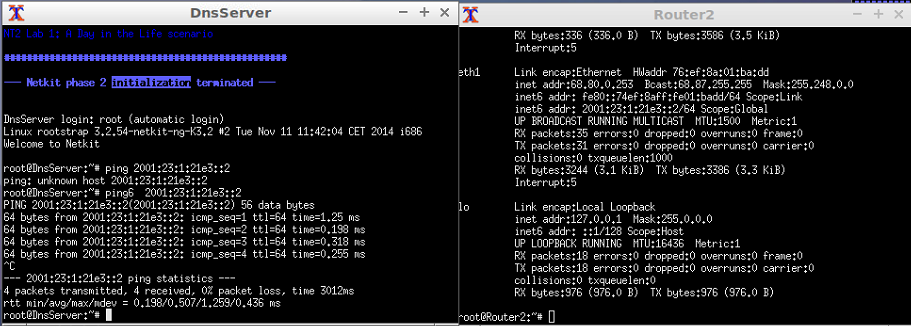 DnsServer
NT2 Lab 1: A Day in the Life scenario
##################################################
--- Netkit phase 2 initialization terminated ---
DnsServer login: root (automatic login)
Linux rootstrap 3.2.54-netkit-ng-K3.2 #2 Tue Nov 11 11:42:04 CET 2014 i686
Welcome to Netkit
root@DnsServer:~# ping 2001:23:1:21e3::2
ping: unknown host 2001:23:1:21e3::2
root@DnsServer:~# ping6  2001:23:1:21e3::2
PING 2001:23:1:21e3::2(2001:23:1:21e3::2) 56 data bytes
64 bytes from 2001:23:1:21e3::2: icmp_seq=1 ttl=64 time=1.25 ms
64 bytes from 2001:23:1:21e3::2: icmp_seq=2 ttl=64 time=0.198 ms
64 bytes from 2001:23:1:21e3::2: icmp_seq=3 ttl=64 time=0.318 ms
64 bytes from 2001:23:1:21e3::2: icmp_seq=4 ttl=64 time=0.255 ms
^C
--- 2001:23:1:21e3::2 ping statistics ---
4 packets transmitted, 4 received, 0% packet loss, time 3012ms
rtt min/avg/max/mdev = 0.198/0.507/1.259/0.436 ms
root@DnsServer:~#
Router2
RX bytes:336 (336.0 B)  TX bytes:3586 (3.5 KiB)
Interrupt:5
eth1 Link encap:Ethernet  HWaddr 76:ef:8a:01:ba:dd
inet addr:68.80.0.253  Bcast:68.87.255.255  Mask:255.248.0.0
inet6 addr: fe80::74ef:8aff:fe01:badd/64 Scope:Link
inet6 addr: 2001:23:1:21e3::2/64 Scope:Global
UP BROADCAST RUNNING MULTICAST  MTU:1500  Metric:1
RX packets:35 errors:0 dropped:0 overruns:0 frame:0
TX packets:31 errors:0 dropped:0 overruns:0 carrier:0
collisions:0 txqueuelen:1000
RX bytes:3244 (3.1 KiB)  TX bytes:3386 (3.3 KiB)
Interrupt:5
lo Link encap:Local Loopback
inet addr:127.0.0.1  Mask:255.0.0.0
inet6 addr: ::1/128 Scope:Host
UP LOOPBACK RUNNING  MTU:16436  Metric:1
RX packets:18 errors:0 dropped:0 overruns:0 frame:0
TX packets:18 errors:0 dropped:0 overruns:0 carrier:0
collisions:0 txqueuelen:0
RX bytes:976 (976.0 B)  TX bytes:976 (976.0 B)
root@Router2:~#